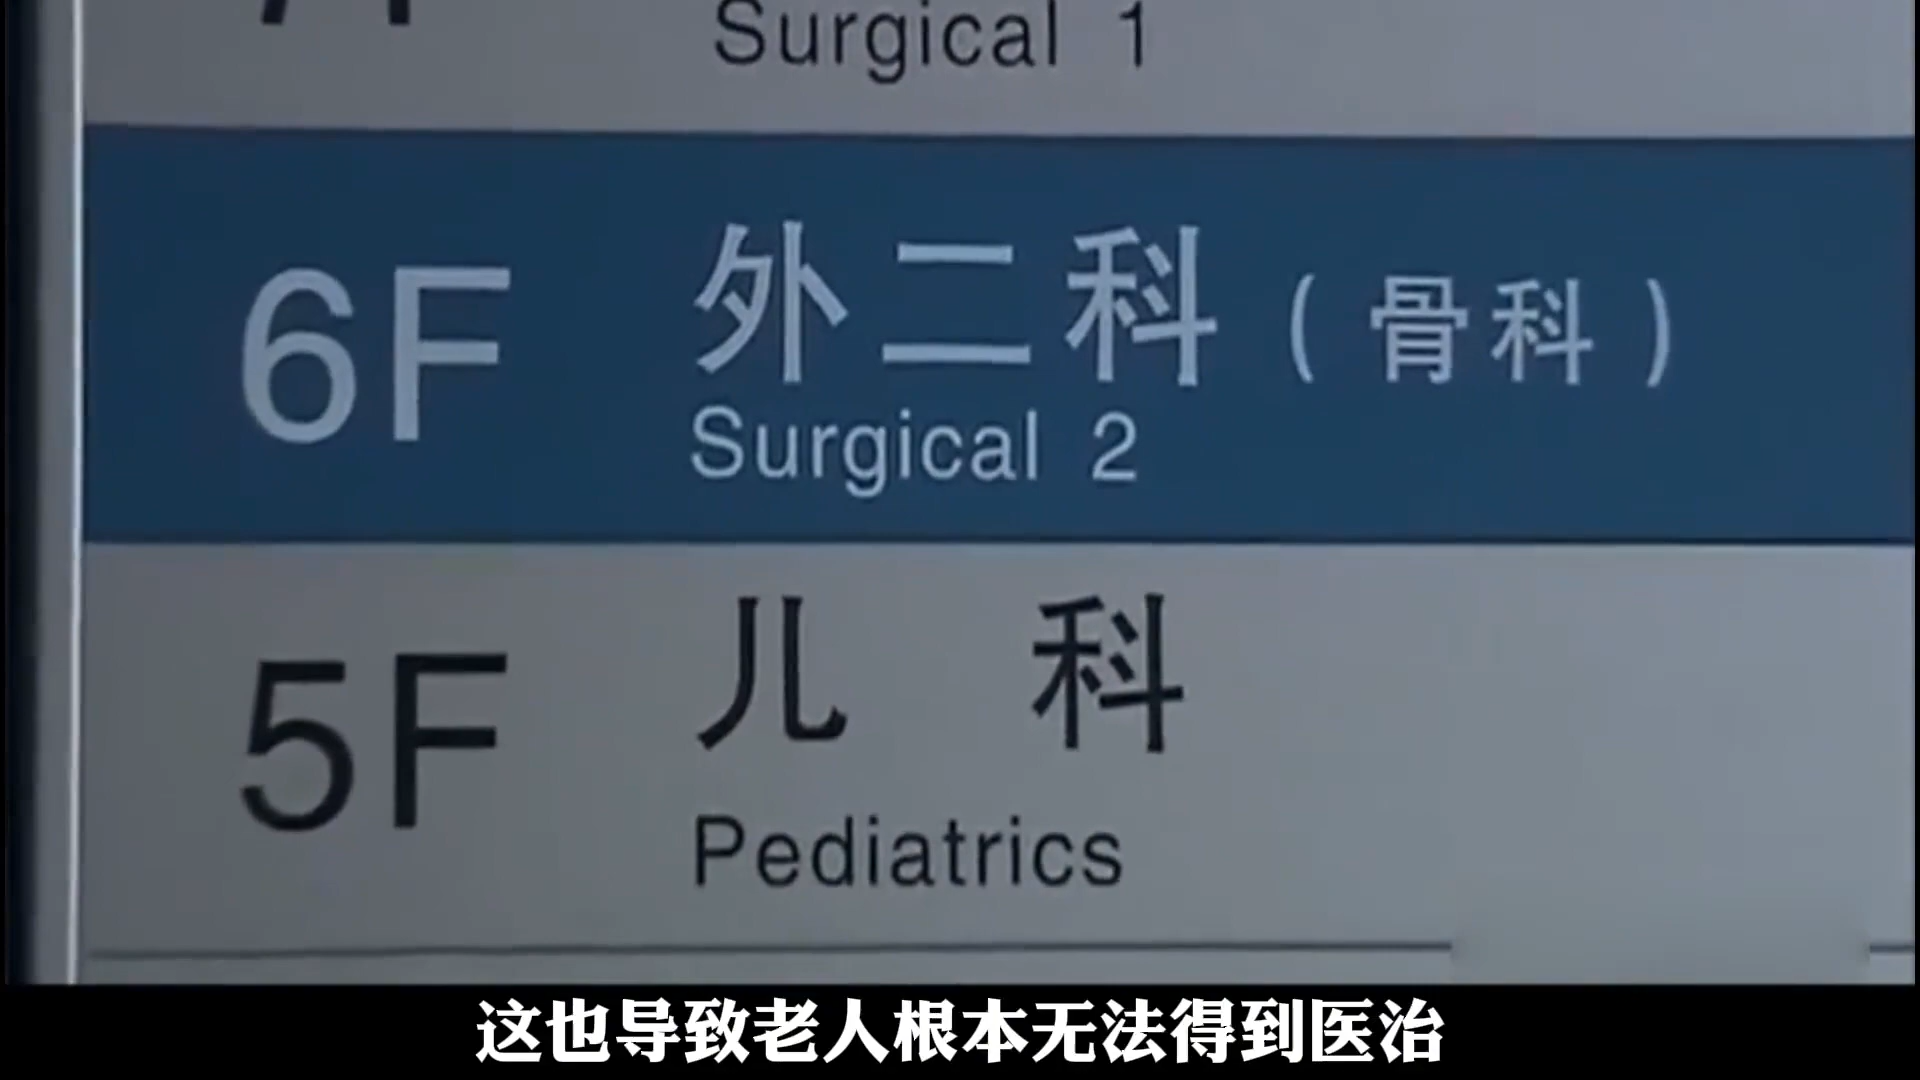 Surgical 1
6F 外二科（骨科）
Surgical 2
5F 儿科
Pediatrics
这也导致老人根本无法得到医治